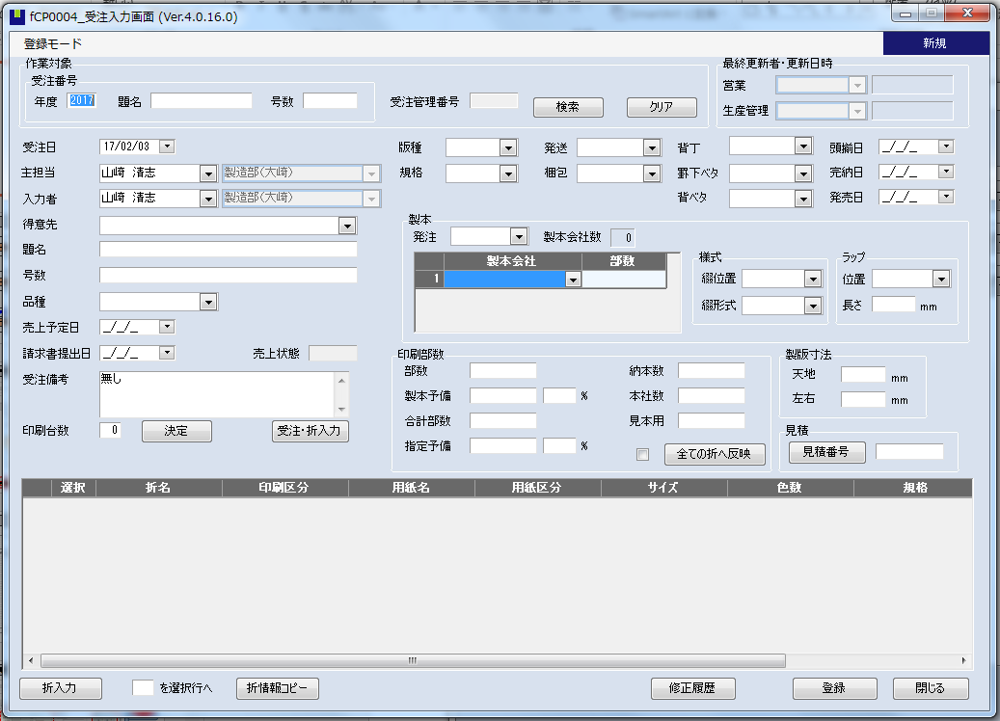 fCP0004_受注入力画面 (Ver.4.0.16.0)
登録モード
新規
作業対象
受注番号
年度 2017 題名 号数
受注管理番号
検索
クリア
最終更新者・更新日時
営業
生産管理
受注日 17/02/03
主担当 山崎 清志 製造部(大崎)
入力者 山崎 清志 製造部(大崎)
得意先
題名
号数
品種
売上予定日 _/_/_
請求書提出日 _/_/_
売上状態
受注備考 無し
印刷台数 0
決定
受注・折入力
版種
規格
発送
梱包
背丁
罫下ベタ
背ベタ
頭揃日 _/_/_
完納日 _/_/_
発売日 _/_/_
製本
発注
製本会社数 0
製本会社 部数
1
様式
綴位置
綴形式
ラップ
位置
長さ mm
印刷部数
部数
製本予備 %
合計部数
指定予備 %
納本数
本社数
見本用
全ての折へ反映
製版寸法
天地 mm
左右 mm
見積
見積番号
選択 折名 印刷区分 用紙名 用紙区分 サイズ 色数 規格
折入力
を選択行へ
折情報コピー
修正履歴
登録
閉じる